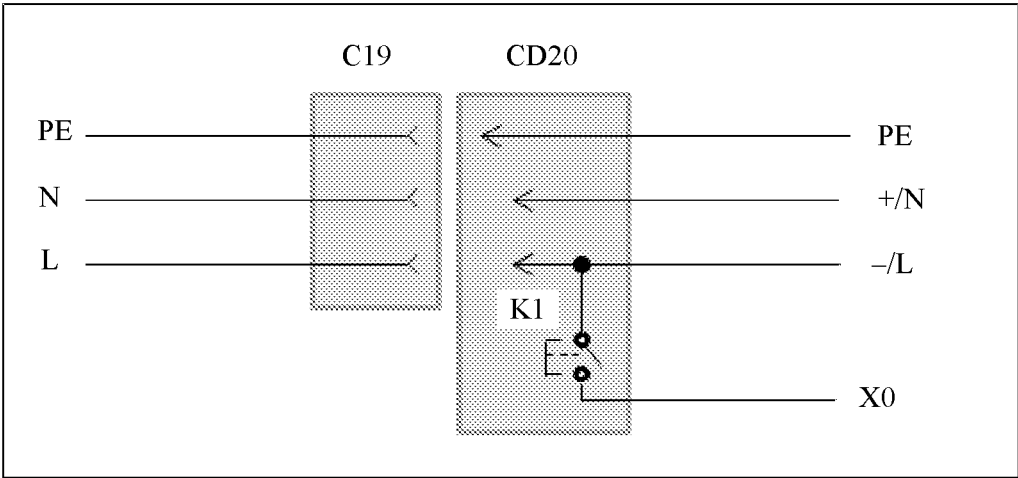 C19 CD20
PE PE
N +/N
L –/L
K1
X0